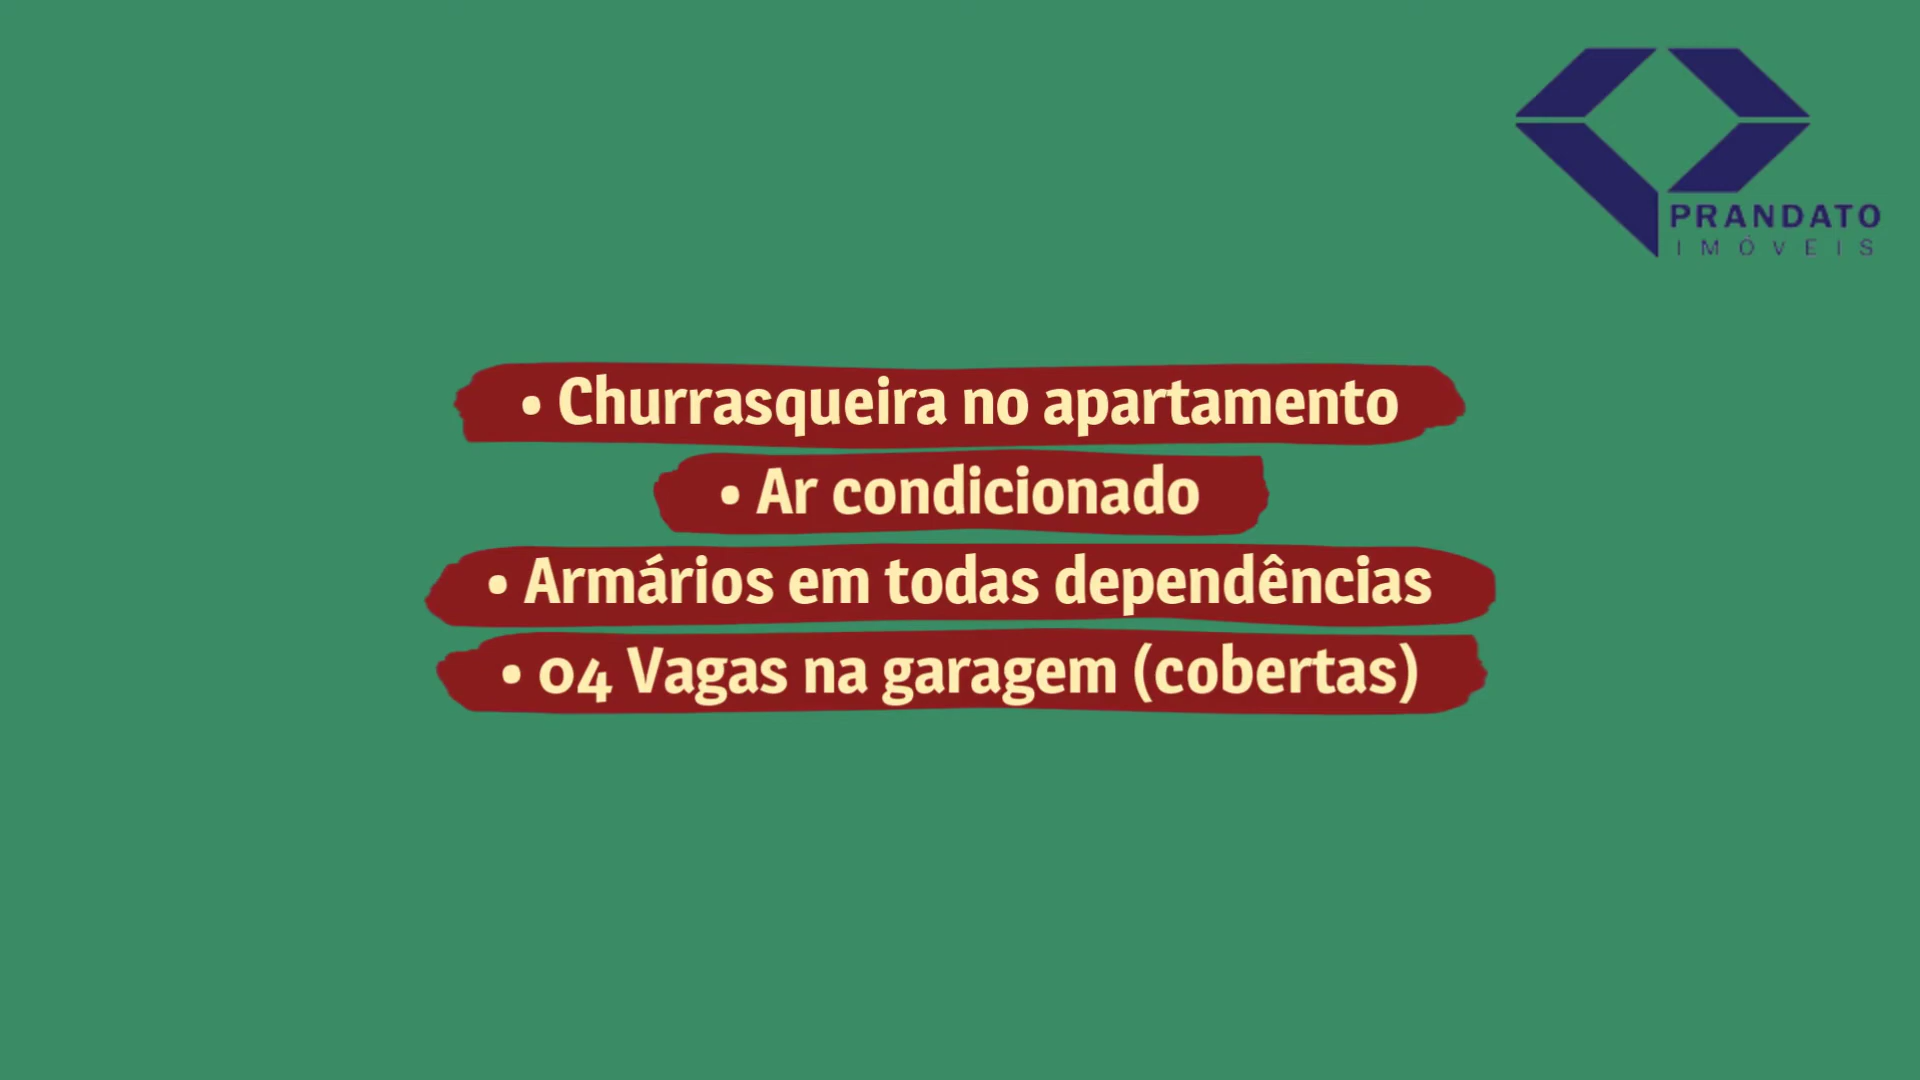 PRANDATO
IMÓVEIS
• Churrasqueira no apartamento
• Ar condicionado
• Armários em todas dependências
• 04 Vagas na garagem (cobertas)